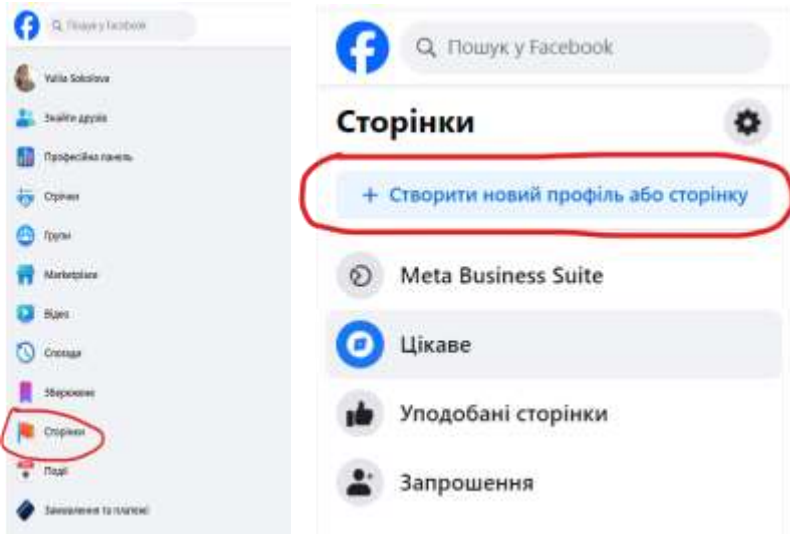 Пошук у Facebook
Yuliia Sokolova
Знайти друзів
Професійна панель
Стрічки
Групи
Marketplace
Відео
Спогади
Збережене
Сторінки
Події
Замовлення та платежі
Пошук у Facebook
Сторінки
+ Створити новий профіль або сторінку
Meta Business Suite
Цікаве
Уподобані сторінки
Запрошення